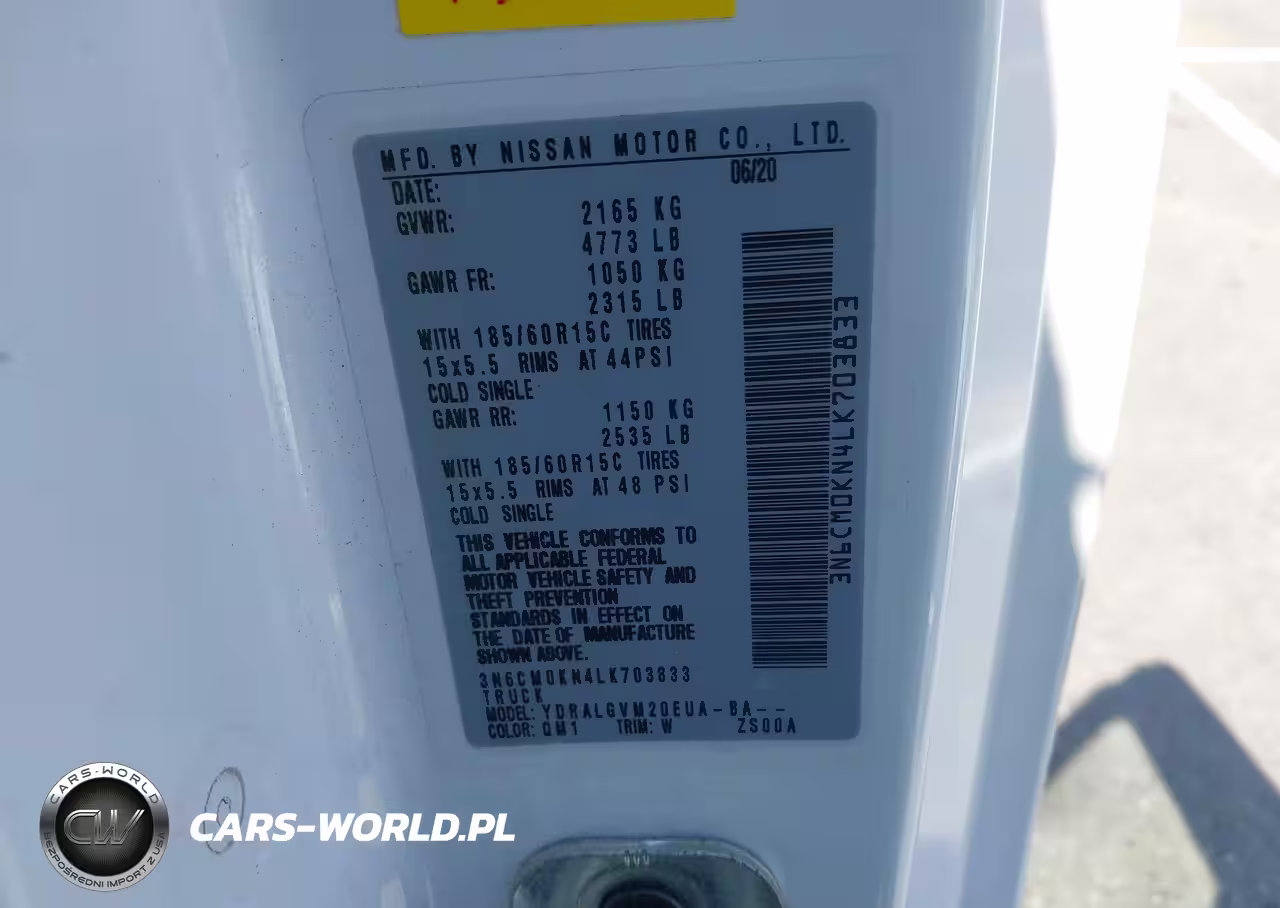 MFD. BY NISSAN MOTOR CO., LTD.
DATE: 06/20
GVWR: 2165 KG
4773 LB
GAWR FR: 1050 KG
2315 LB
WITH 185/60R15C TIRES
15x5.5 RIMS AT 44PSI
COLD SINGLE
GAWR RR: 1150 KG
2535 LB
WITH 185/60R15C TIRES
15x5.5 RIMS AT 48 PSI
COLD SINGLE
THIS VEHICLE CONFORMS TO
ALL APPLICABLE FEDERAL
MOTOR VEHICLE SAFETY AND
THEFT PREVENTION
STANDARDS IN EFFECT ON
THE DATE OF MANUFACTURE
SHOWN ABOVE.
3N6CM0KN4LK703833
TRUCK
MODEL: YDRALGVM20EUA-BA--
COLOR: QM1 TRIM: W ZS00A
3N6CM0KN4LK703833
CARS-WORLD
CW
BEZPOŚREDNI IMPORT Z USA
CARS-WORLD.PL